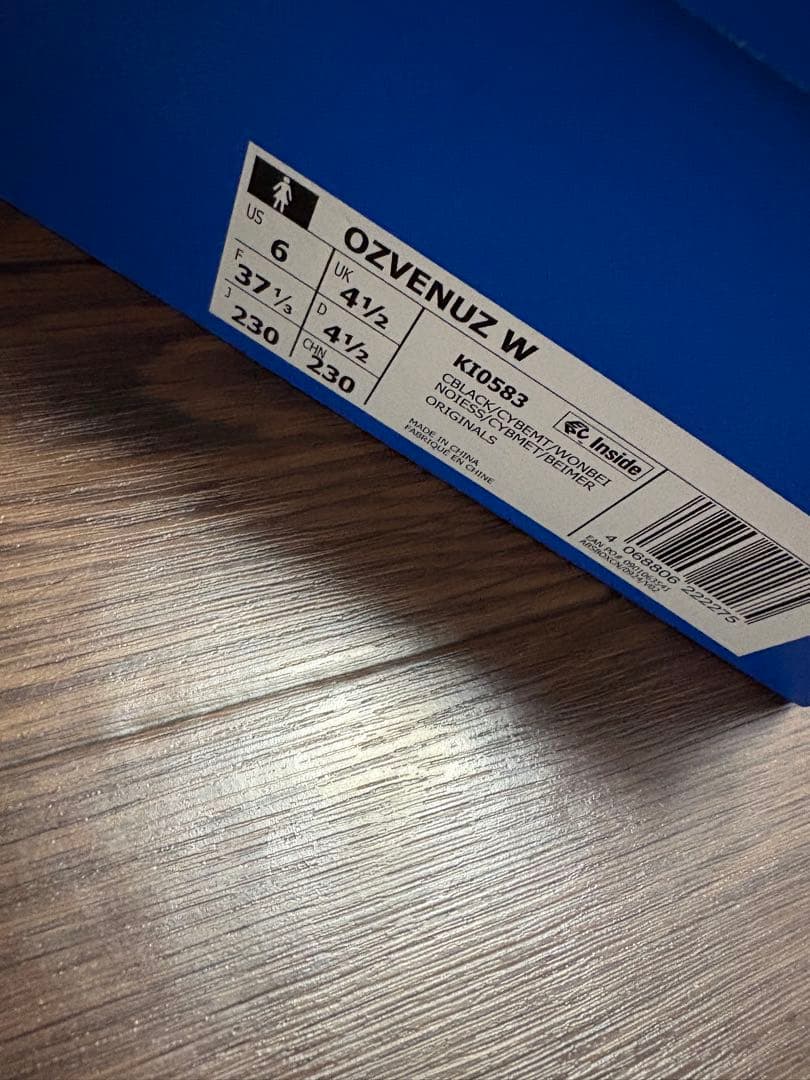 OZVENUZ W
US
6
UK
4½
F
37⅓
D
4½
J
230
CHN
230
KI0583
CBLACK/CYBEMT/WONBEI
NOIESS/CYBMET/BEIMER
ORIGINALS
MADE IN CHINA
FABRIQUE EN CHINE
Inside
4 068806 222275